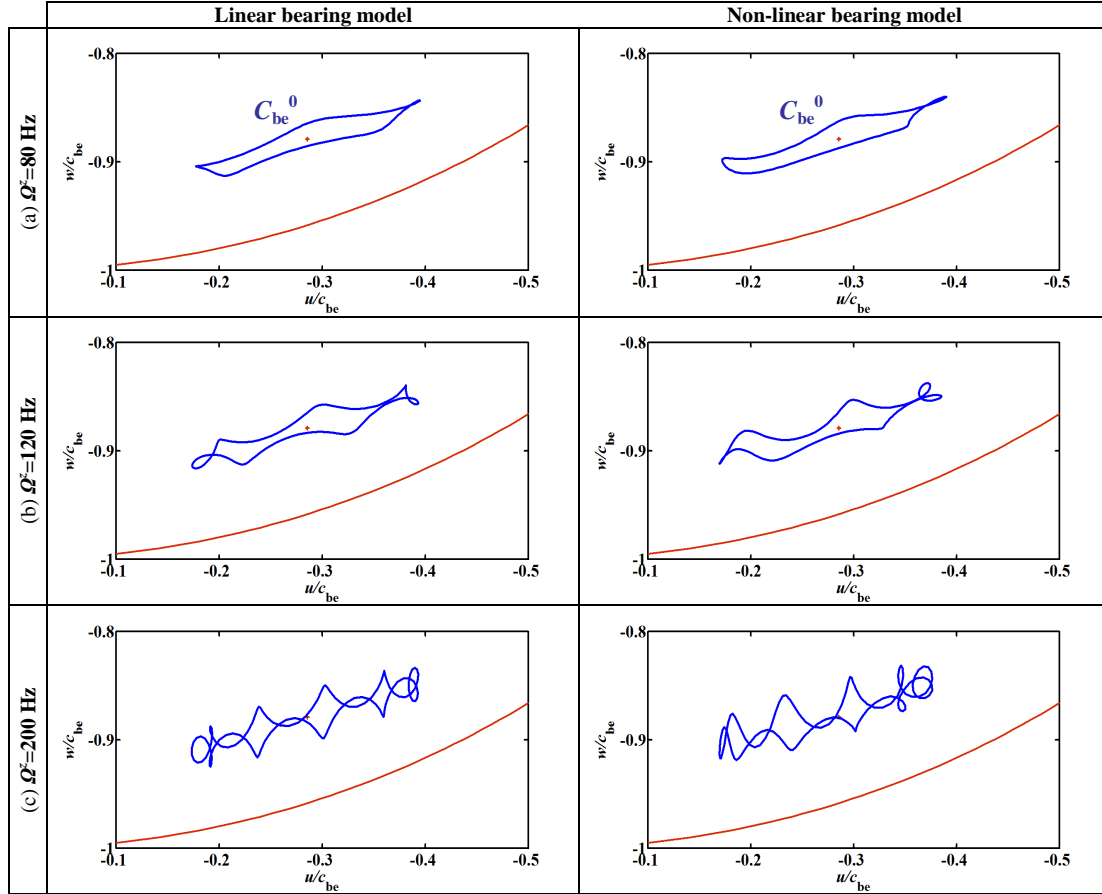 Linear bearing model
Non-linear bearing model
(a) Ω^z=80 Hz
-0.8
-0.9
-1
w/c_be
C_be^0
-0.1
-0.2
-0.3
-0.4
-0.5
u/c_be
-0.8
-0.9
-1
w/c_be
C_be^0
-0.1
-0.2
-0.3
-0.4
-0.5
u/c_be
(b) Ω^z=120 Hz
-0.8
-0.9
-1
w/c_be
-0.1
-0.2
-0.3
-0.4
-0.5
u/c_be
-0.8
-0.9
-1
w/c_be
-0.1
-0.2
-0.3
-0.4
-0.5
u/c_be
(c) Ω^z=200 Hz
-0.8
-0.9
-1
w/c_be
-0.1
-0.2
-0.3
-0.4
-0.5
u/c_be
-0.8
-0.9
-1
w/c_be
-0.1
-0.2
-0.3
-0.4
-0.5
u/c_be